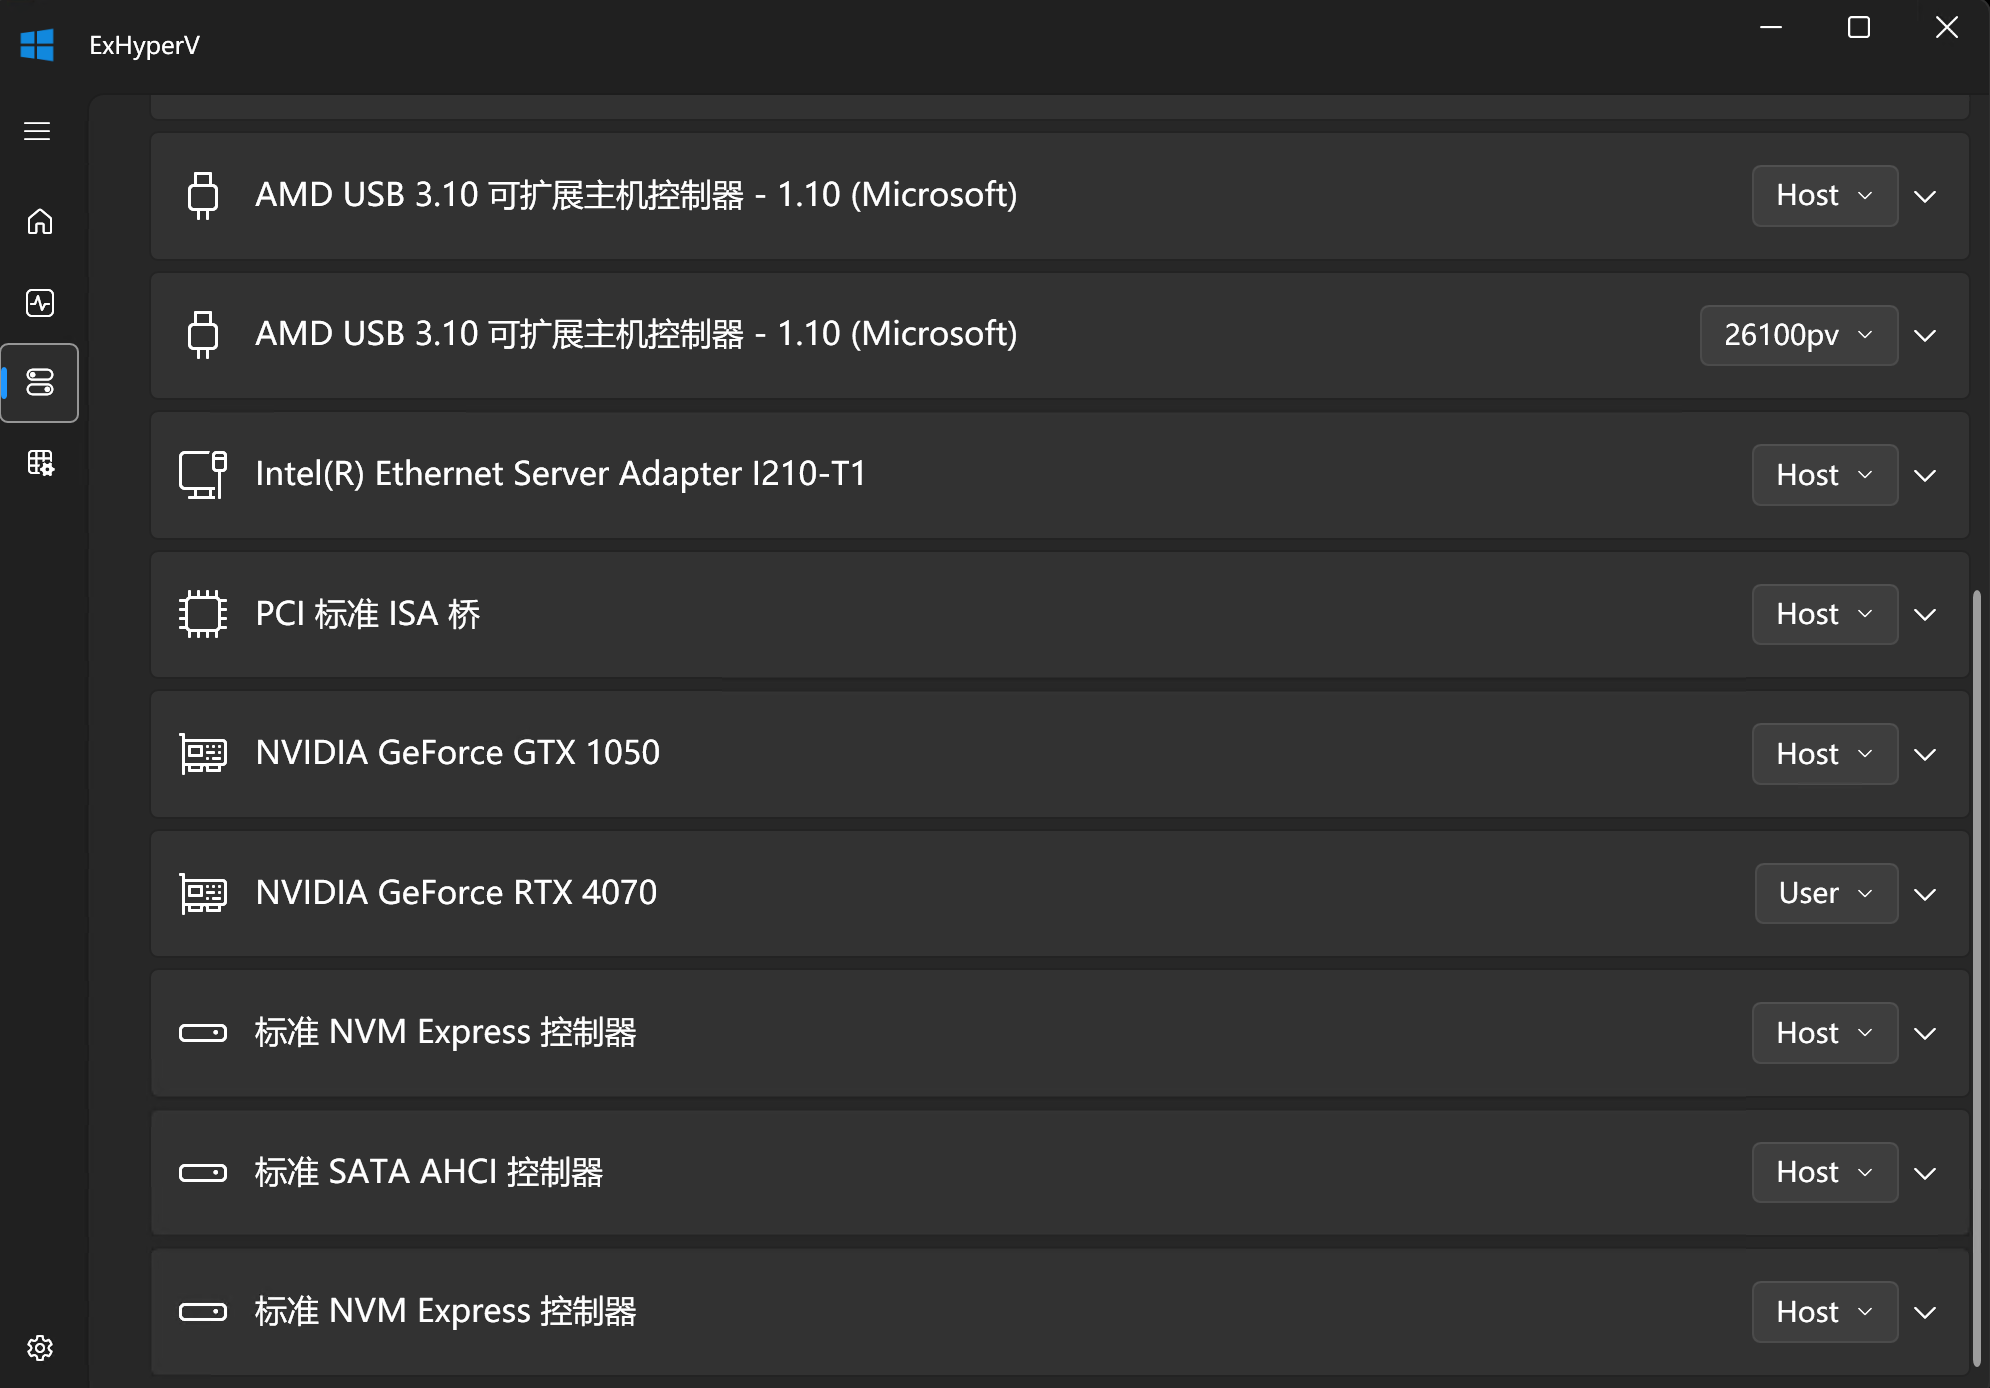 ExHyperV
AMD USB 3.10 可扩展主机控制器 - 1.10 (Microsoft)
Host
AMD USB 3.10 可扩展主机控制器 - 1.10 (Microsoft)
26100pv
Intel(R) Ethernet Server Adapter I210-T1
Host
PCI 标准 ISA 桥
Host
NVIDIA GeForce GTX 1050
Host
NVIDIA GeForce RTX 4070
User
标准 NVM Express 控制器
Host
标准 SATA AHCI 控制器
Host
标准 NVM Express 控制器
Host